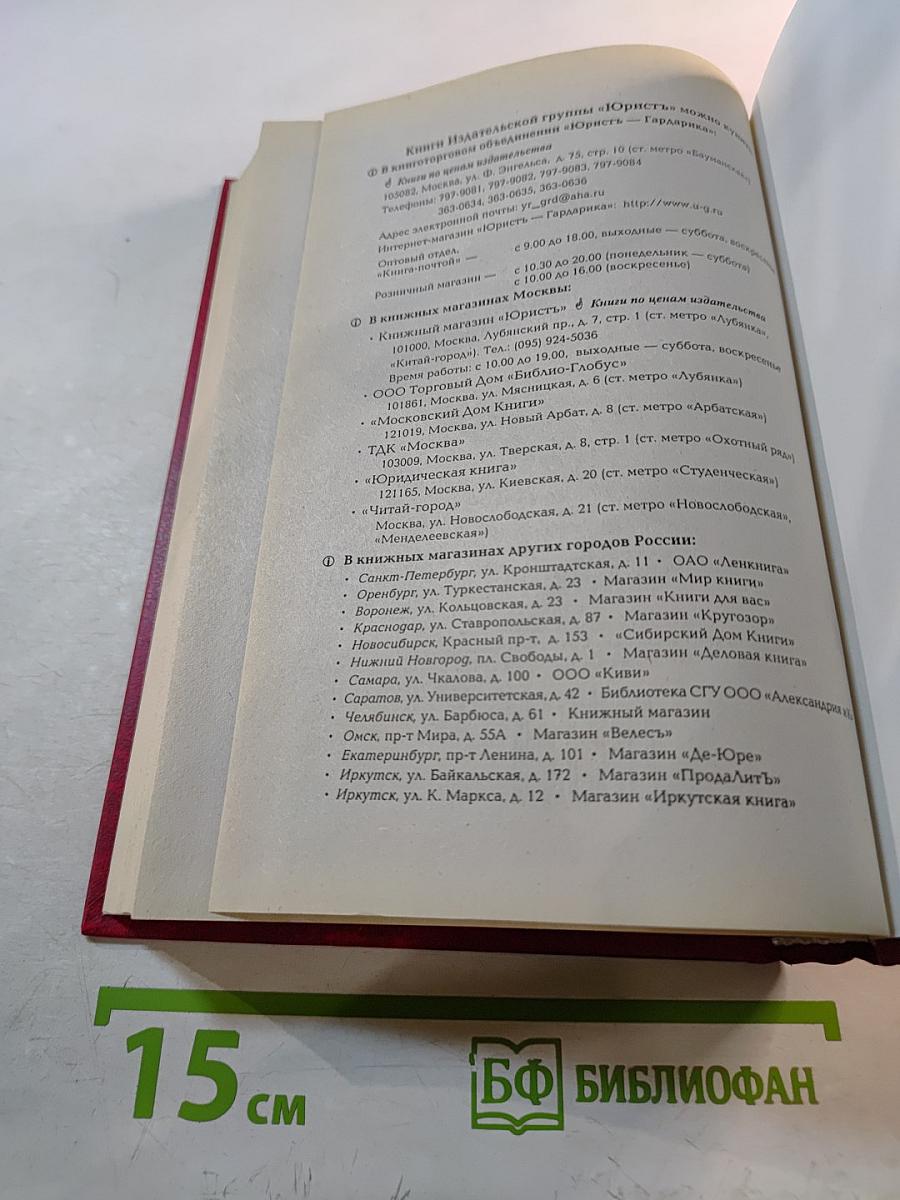 Книги Издательской группы «Юристъ» можно
ⓘ В книготорговом объединении «Юристъ — Гардарика»:
☝ Книги по ценам издательства
105082, Москва, ул. Ф. Энгельса, д. 75, стр. 10 (ст. метро «Бауманская»)
Телефоны: 797-9081, 797-9082, 797-9083, 797-9084
363-0634, 363-0635, 363-0636
Адрес электронной почты: yr_grd@aha.ru
Интернет-магазин «Юристъ — Гардарика»: http://www.u-g.ru
Оптовый отдел,
«Книга-почтой» — с 9.00 до 18.00, выходные — суббота, воскресенье
Розничный магазин — с 10.30 до 20.00 (понедельник — суббота)
с 10.00 до 16.00 (воскресенье)
ⓘ В книжных магазинах Москвы:
• Книжный магазин «Юристъ» ☝ Книги по ценам издательства
101000, Москва, Лубянский пр., д. 7, стр. 1 (ст. метро «Лубянка»,
«Китай-город»). Тел.: (095) 924-5036
Время работы: с 10.00 до 19.00, выходные — суббота, воскресенье
• ООО Торговый Дом «Библио-Глобус»
101861, Москва, ул. Мясницкая, д. 6 (ст. метро «Лубянка»)
• «Московский Дом Книги»
121019, Москва, ул. Новый Арбат, д. 8 (ст. метро «Арбатская»)
• ТДК «Москва»
103009, Москва, ул. Тверская, д. 8, стр. 1 (ст. метро «Охотный ряд»)
• «Юридическая книга»
121165, Москва, ул. Киевская, д. 20 (ст. метро «Студенческая»)
• «Читай-город»
Москва, ул. Новослободская, д. 21 (ст. метро «Новослободская»,
«Менделеевская»)
ⓘ В книжных магазинах других городов России:
• Санкт-Петербург, ул. Кронштадтская, д. 11 • ОАО «Ленкнига»
• Оренбург, ул. Туркестанская, д. 23 • Магазин «Мир книги»
• Воронеж, ул. Кольцовская, д. 23 • Магазин «Книги для вас»
• Краснодар, ул. Ставропольская, д. 87 • Магазин «Кругозор»
• Новосибирск, Красный пр-т, д. 153 • «Сибирский Дом Книги»
• Нижний Новгород, пл. Свободы, д. 1 • Магазин «Деловая книга»
• Самара, ул. Чкалова, д. 100 • ООО «Киви»
• Саратов, ул. Университетская, д. 42 • Библиотека СГУ ООО «Александрия
• Челябинск, ул. Барбюса, д. 61 • Книжный магазин
• Омск, пр-т Мира, д. 55А • Магазин «Велесъ»
• Екатеринбург, пр-т Ленина, д. 101 • Магазин «Де-Юре»
• Иркутск, ул. Байкальская, д. 172 • Магазин «ПродаЛитЪ»
• Иркутск, ул. К. Маркса, д. 12 • Магазин «Иркутская книга»
15 см
БФ БИБЛИОФАН